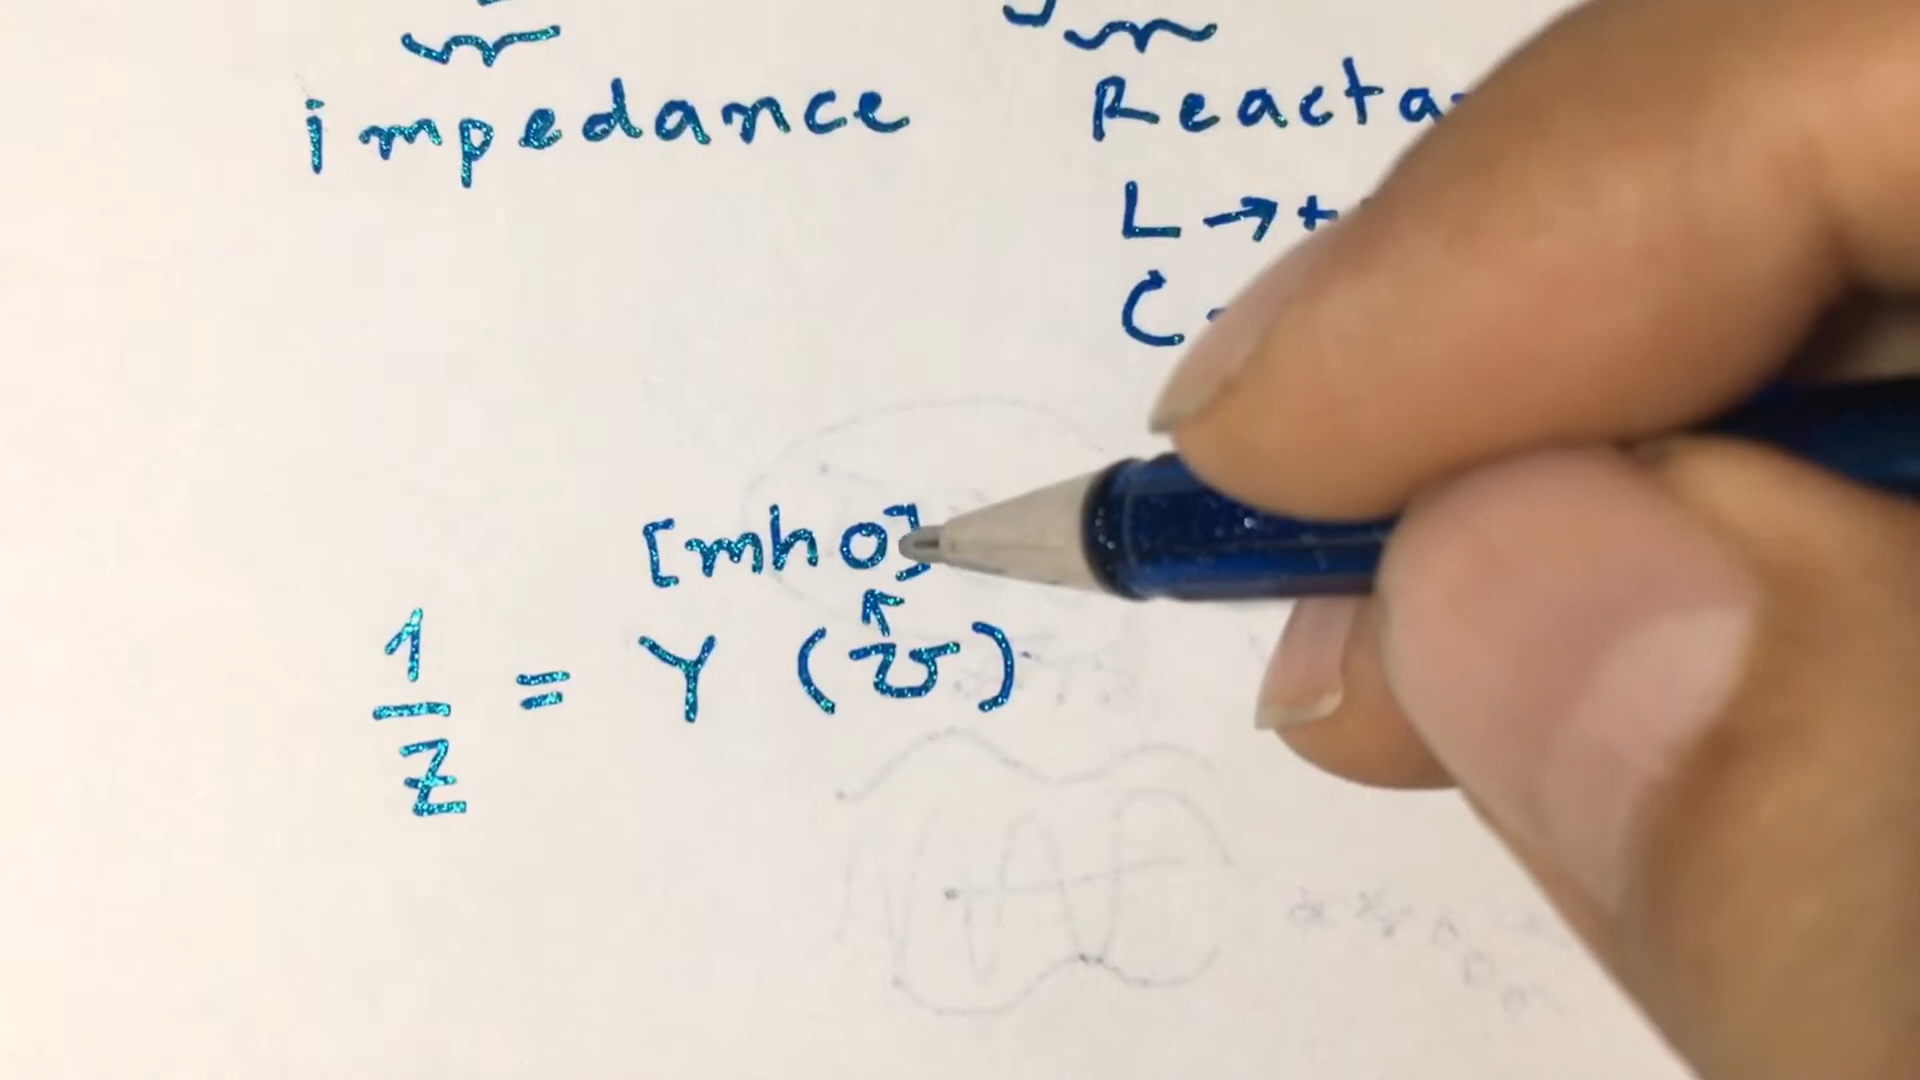 impedance Reacta
L → +
C
[mho]
↑
1/Z = Y (℧)